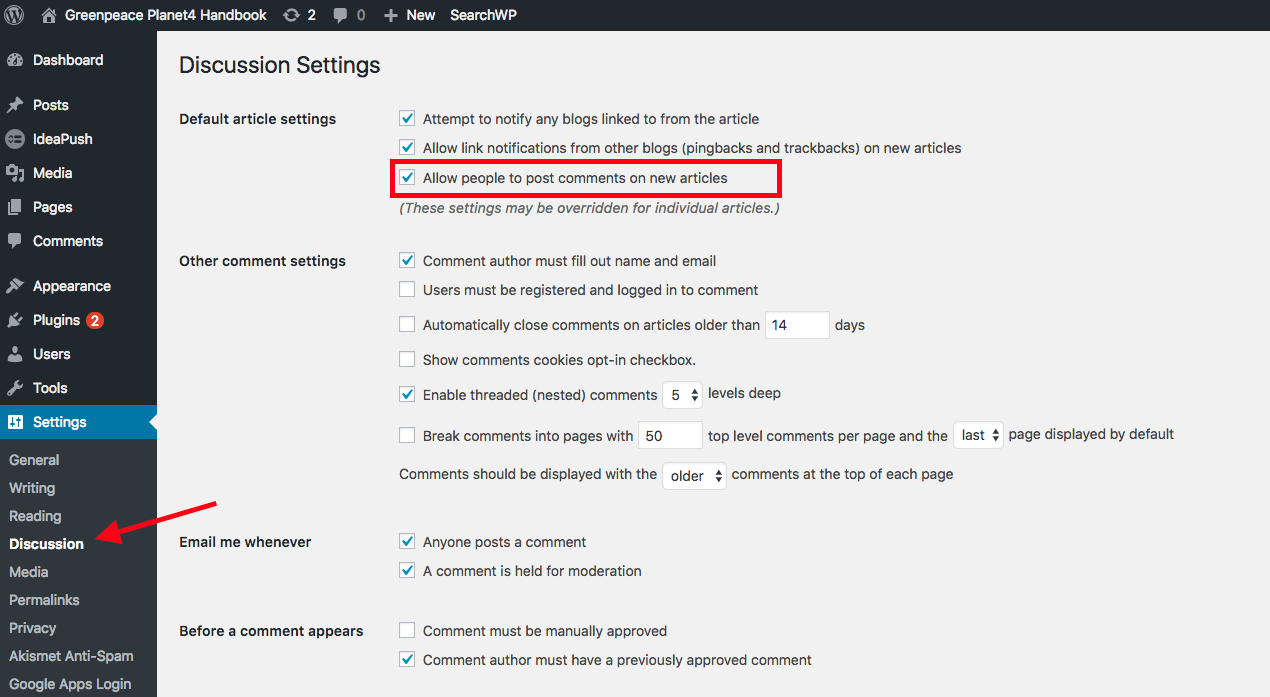 Greenpeace Planet4 Handbook 2 0 New SearchWP
Dashboard
Posts
IdeaPush
Media
Pages
Comments
Appearance
Plugins 2
Users
Tools
Settings
General
Writing
Reading
Discussion
Media
Permalinks
Privacy
Akismet Anti-Spam
Google Apps Login
Discussion Settings
Default article settings
Attempt to notify any blogs linked to from the article
Allow link notifications from other blogs (pingbacks and trackbacks) on new articles
Allow people to post comments on new articles
(These settings may be overridden for individual articles.)
Other comment settings
Comment author must fill out name and email
Users must be registered and logged in to comment
Automatically close comments on articles older than 14 days
Show comments cookies opt-in checkbox.
Enable threaded (nested) comments 5 levels deep
Break comments into pages with 50 top level comments per page and the last page displayed by default
Comments should be displayed with the older comments at the top of each page
Email me whenever
Anyone posts a comment
A comment is held for moderation
Before a comment appears
Comment must be manually approved
Comment author must have a previously approved comment